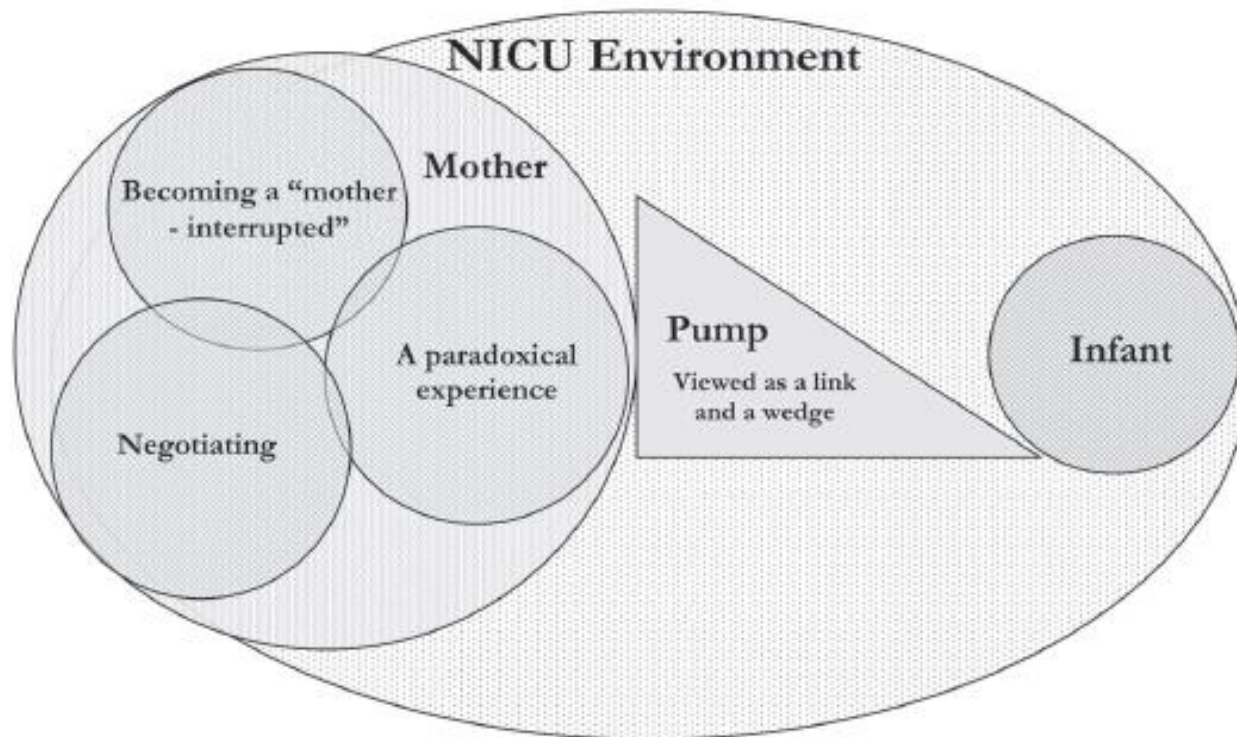 NICU Environment
Mother
Becoming a “mother
- interrupted”
A paradoxical
experience
Negotiating
Pump
Viewed as a link
and a wedge
Infant